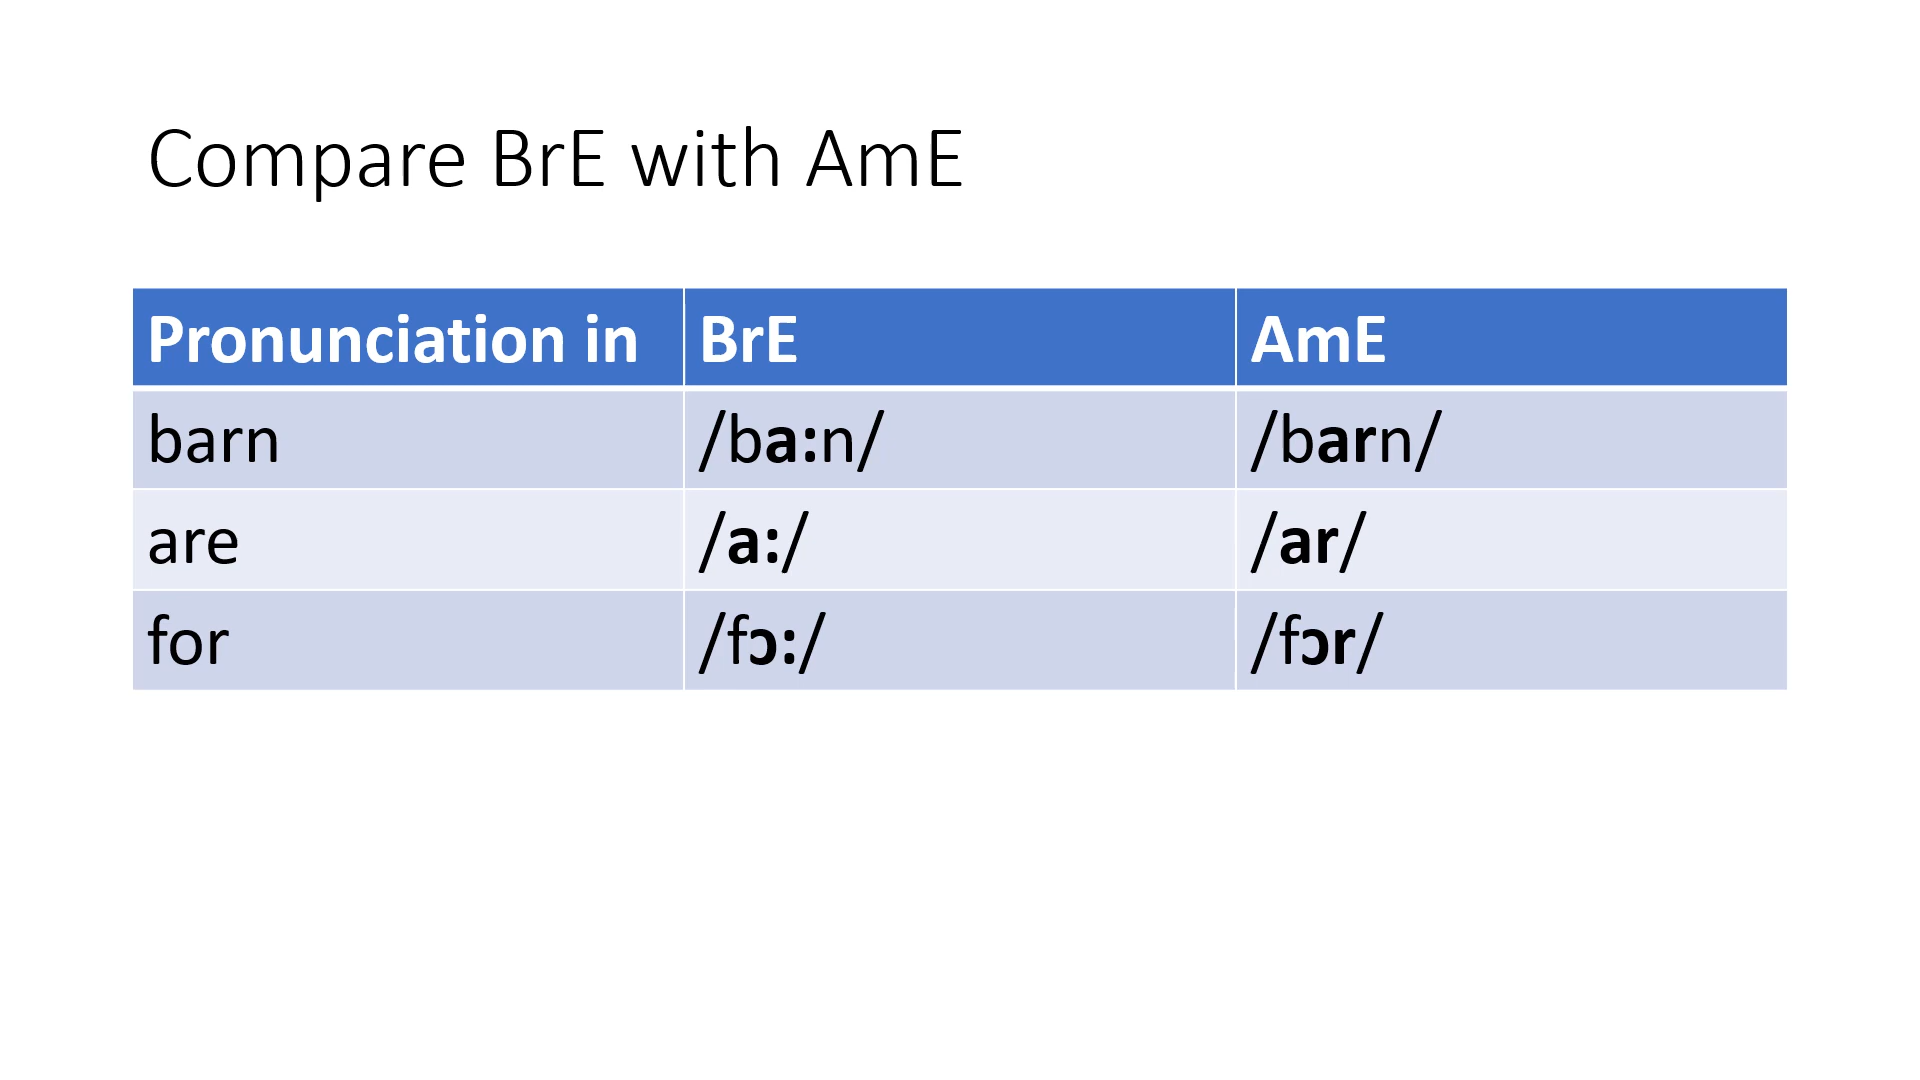 Compare BrE with AmE
Pronunciation in BrE AmE
barn /ba:n/ /barn/
are /a:/ /ar/
for /fɔ:/ /fɔr/